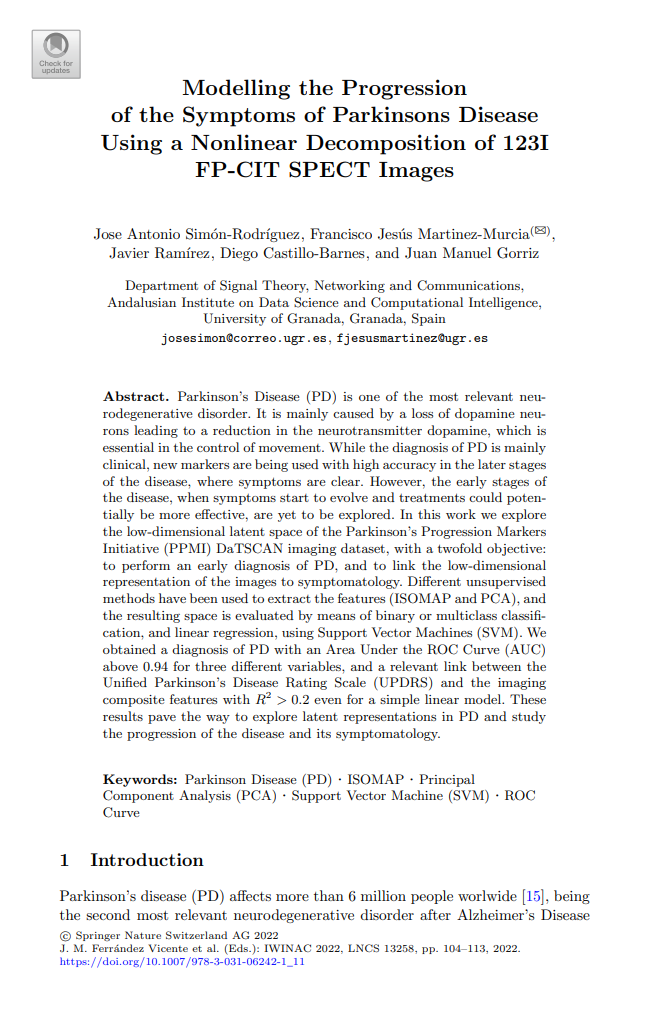 Check for
updates
Modelling the Progression
of the Symptoms of Parkinsons Disease
Using a Nonlinear Decomposition of 123I
FP-CIT SPECT Images
Jose Antonio Simón-Rodríguez, Francisco Jesús Martinez-Murcia(✉),
Javier Ramírez, Diego Castillo-Barnes, and Juan Manuel Gorriz
Department of Signal Theory, Networking and Communications,
Andalusian Institute on Data Science and Computational Intelligence,
University of Granada, Granada, Spain
josesimon@correo.ugr.es, fjesusmartinez@ugr.es
Abstract. Parkinson's Disease (PD) is one of the most relevant neu-
rodegenerative disorder. It is mainly caused by a loss of dopamine neu-
rons leading to a reduction in the neurotransmitter dopamine, which is
essential in the control of movement. While the diagnosis of PD is mainly
clinical, new markers are being used with high accuracy in the later stages
of the disease, where symptoms are clear. However, the early stages of
the disease, when symptoms start to evolve and treatments could poten-
tially be more effective, are yet to be explored. In this work we explore
the low-dimensional latent space of the Parkinson's Progression Markers
Initiative (PPMI) DaTSCAN imaging dataset, with a twofold objective:
to perform an early diagnosis of PD, and to link the low-dimensional
representation of the images to symptomatology. Different unsupervised
methods have been used to extract the features (ISOMAP and PCA), and
the resulting space is evaluated by means of binary or multiclass classifi-
cation, and linear regression, using Support Vector Machines (SVM). We
obtained a diagnosis of PD with an Area Under the ROC Curve (AUC)
above 0.94 for three different variables, and a relevant link between the
Unified Parkinson's Disease Rating Scale (UPDRS) and the imaging
composite features with R² > 0.2 even for a simple linear model. These
results pave the way to explore latent representations in PD and study
the progression of the disease and its symptomatology.
Keywords: Parkinson Disease (PD) · ISOMAP · Principal
Component Analysis (PCA) · Support Vector Machine (SVM) · ROC
Curve
1 Introduction
Parkinson's disease (PD) affects more than 6 million people worlwide [15], being
the second most relevant neurodegenerative disorder after Alzheimer's Disease
© Springer Nature Switzerland AG 2022
J. M. Ferrández Vicente et al. (Eds.): IWINAC 2022, LNCS 13258, pp. 104–113, 2022.
https://doi.org/10.1007/978-3-031-06242-1_11